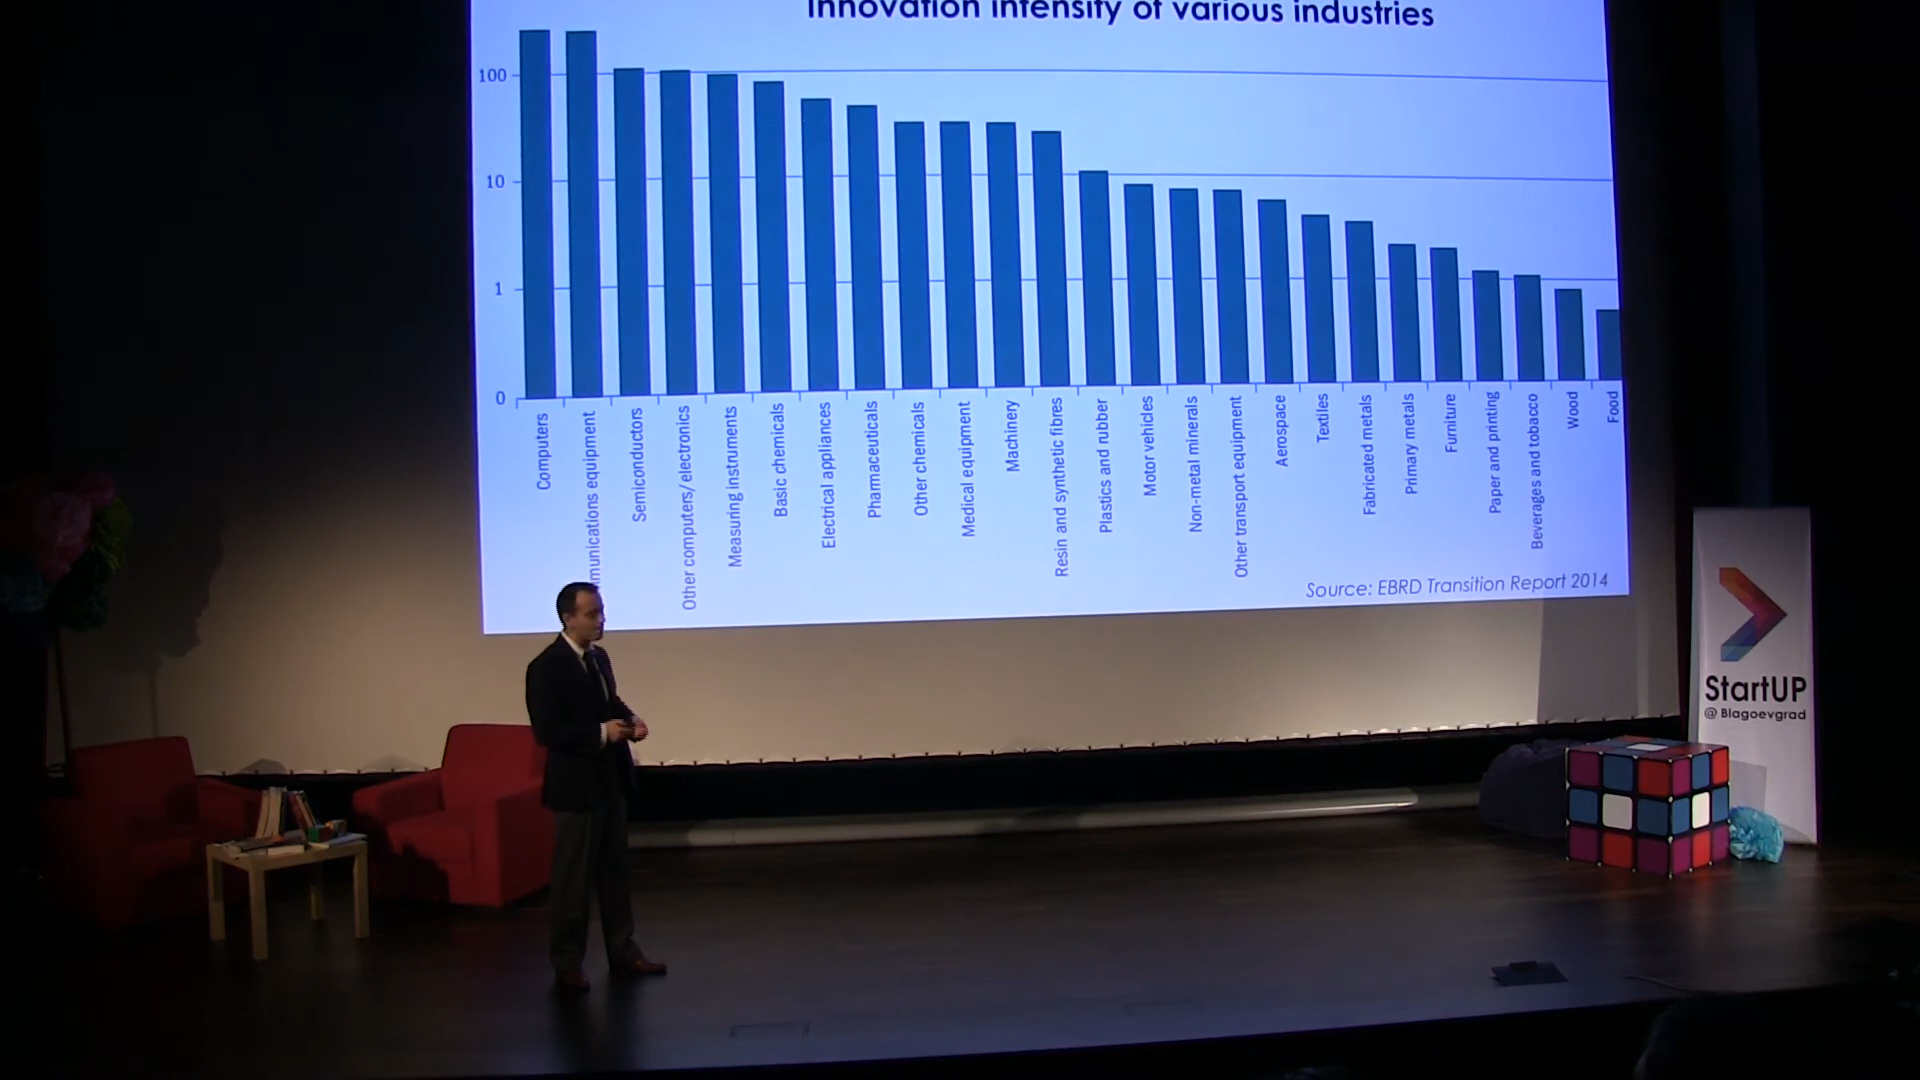 Innovation intensity of various industries
100
10
1
0
Computers
munications equipment
Semiconductors
Other computers/electronics
Measuring instruments
Basic chemicals
Electrical appliances
Pharmaceuticals
Other chemicals
Medical equipment
Machinery
Resin and synthetic fibres
Plastics and rubber
Motor vehicles
Non-metal minerals
Other transport equipment
Aerospace
Textiles
Fabricated metals
Primary metals
Furniture
Paper and printing
Beverages and tobacco
Wood
Food
Source: EBRD Transition Report 2014
StartUP
@ Blagoevgrad